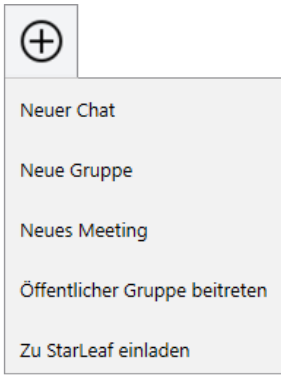 Neuer Chat
Neue Gruppe
Neues Meeting
Öffentlicher Gruppe beitreten
Zu StarLeaf einladen